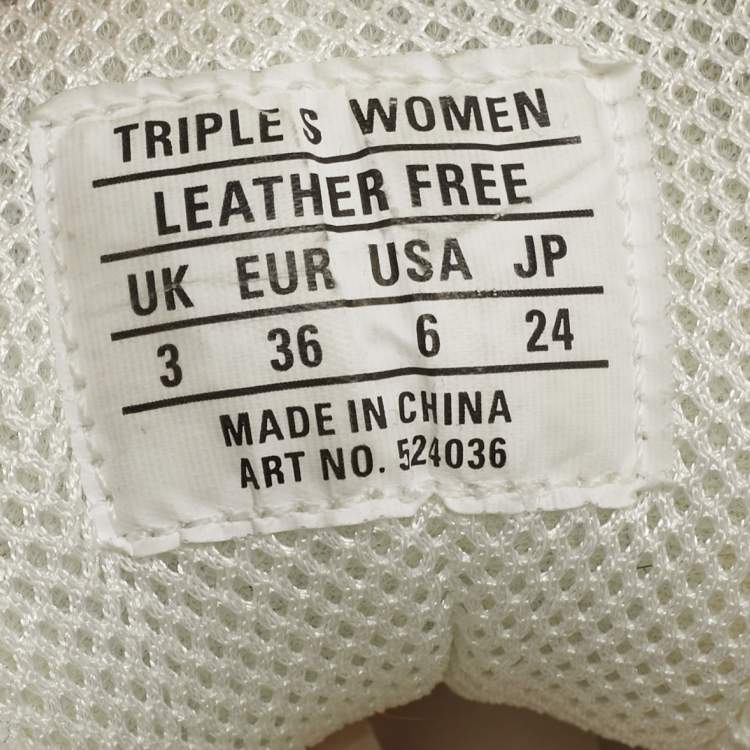 TRIPLE S WOMEN
LEATHER FREE
UK EUR USA JP
3 36 6 24
MADE IN CHINA
ART NO. 524036